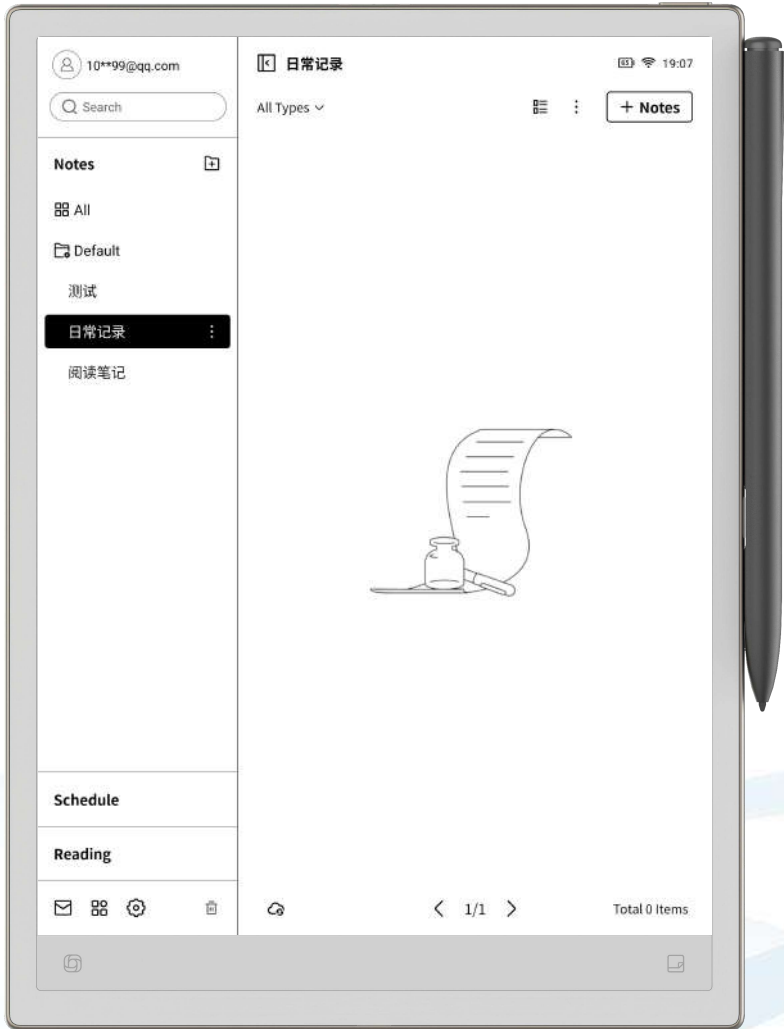 10**99@qq.com
Search
Notes
All
Default
测试
日常记录
阅读笔记
Schedule
Reading
日常记录
65
19:07
All Types
+ Notes
1/1
Total 0 Items